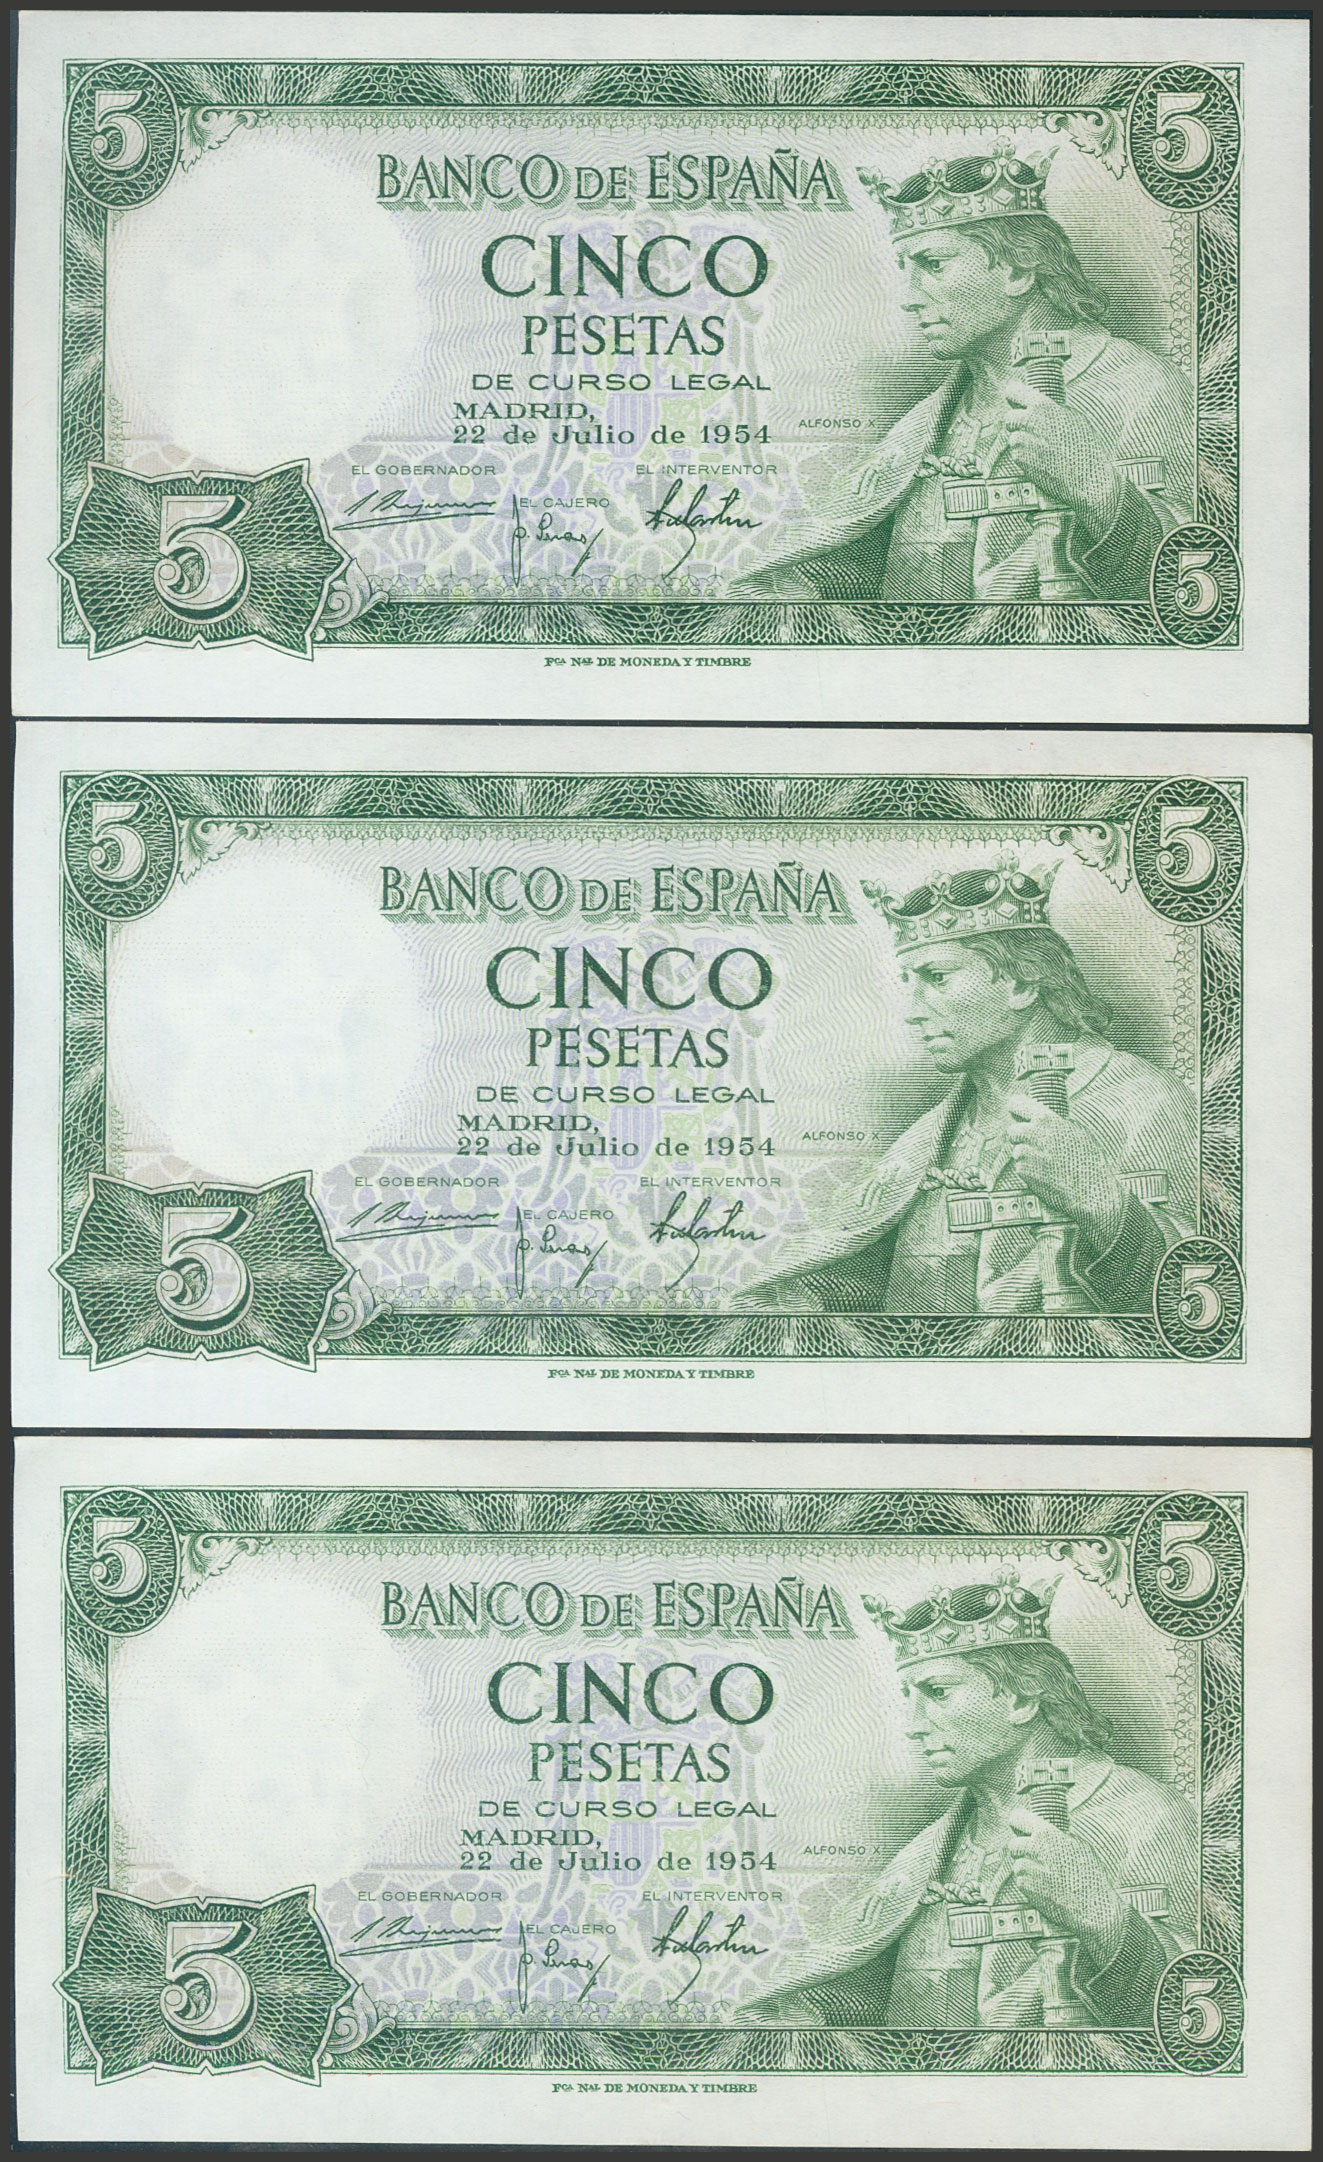 5 5
BANCO DE ESPAÑA
CINCO
PESETAS
DE CURSO LEGAL
MADRID,
22 de Julio de 1954
ALFONSO X
EL GOBERNADOR EL INTERVENTOR
EL CAJERO
5 5
FCA NAL DE MONEDA Y TIMBRE
5 5
BANCO DE ESPAÑA
CINCO
PESETAS
DE CURSO LEGAL
MADRID,
22 de Julio de 1954
ALFONSO X
EL GOBERNADOR EL INTERVENTOR
EL CAJERO
5 5
FCA NAL DE MONEDA Y TIMBRE
5 5
BANCO DE ESPAÑA
CINCO
PESETAS
DE CURSO LEGAL
MADRID,
22 de Julio de 1954
ALFONSO X
EL GOBERNADOR EL INTERVENTOR
EL CAJERO
5 5
FCA NAL DE MONEDA Y TIMBRE